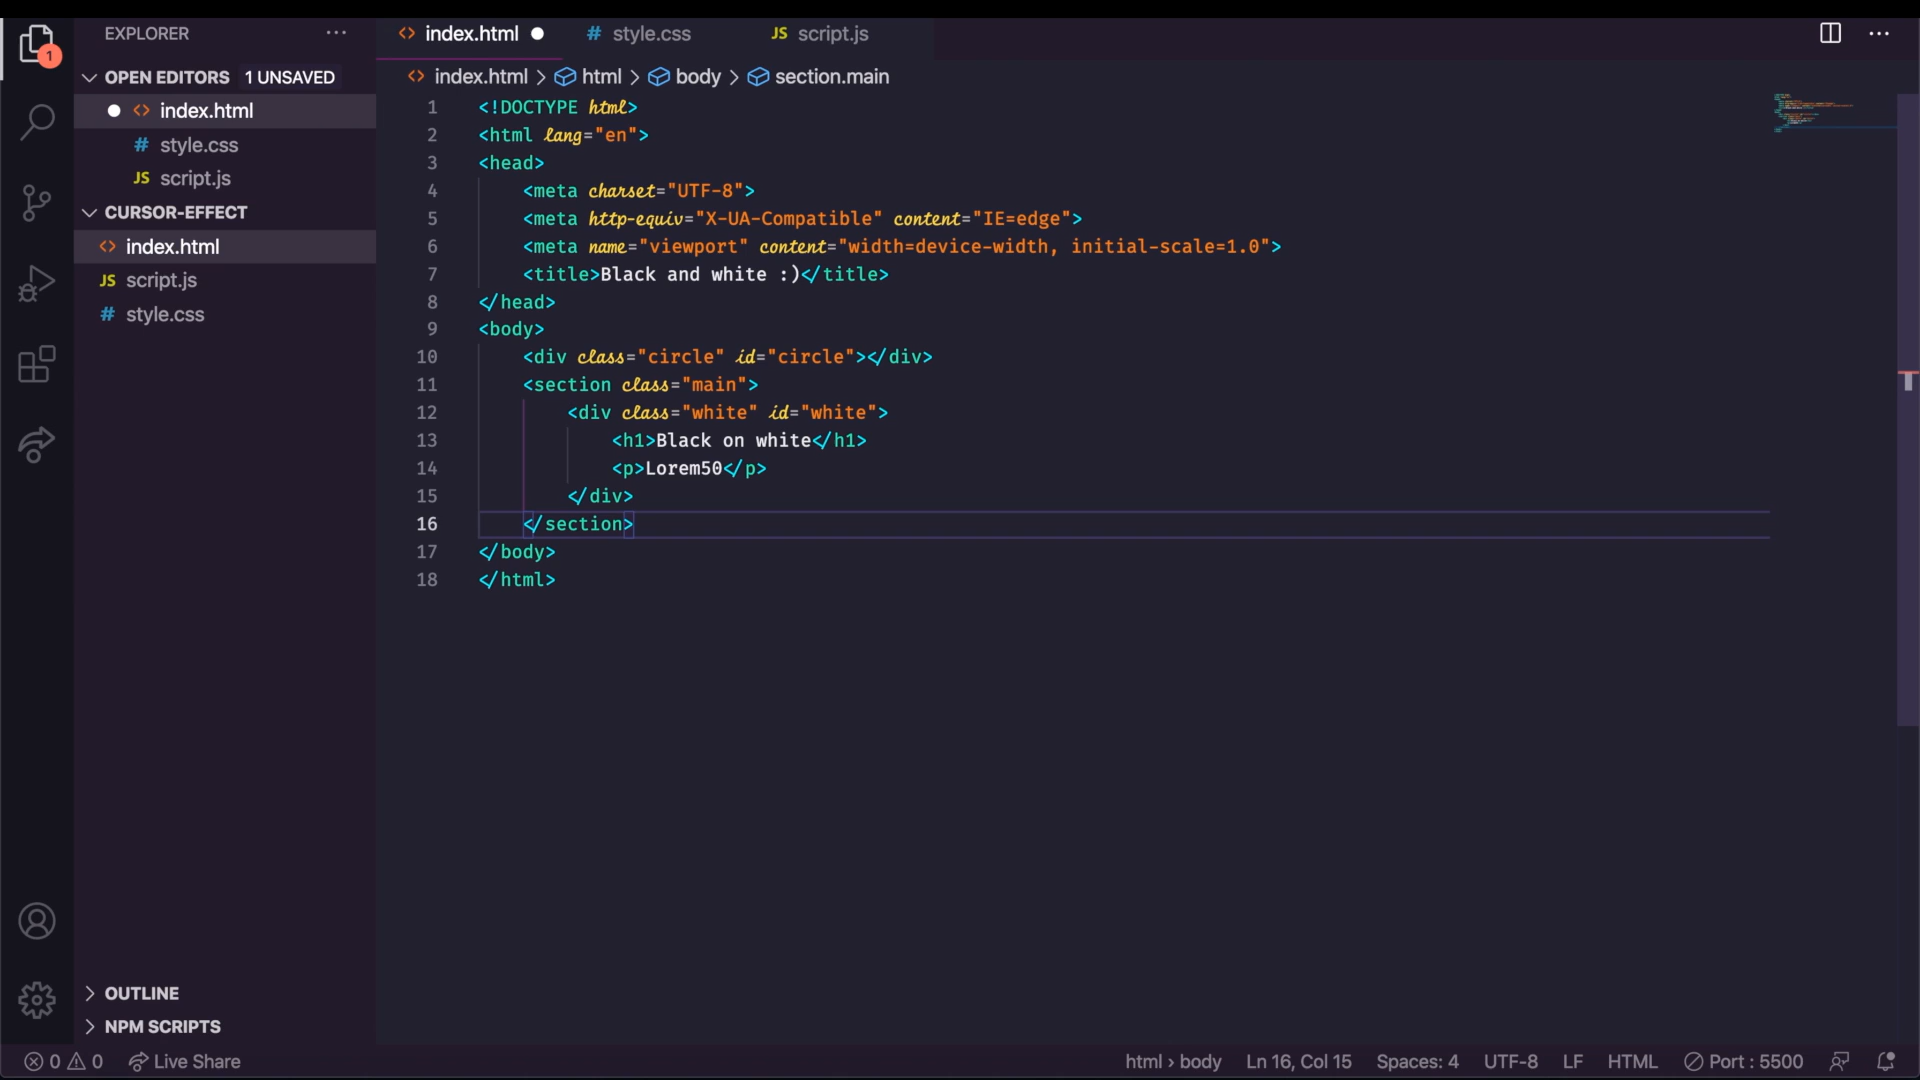 EXPLORER
1
OPEN EDITORS 1 UNSAVED
index.html
# style.css
JS script.js
CURSOR-EFFECT
<> index.html
JS script.js
# style.css
OUTLINE
NPM SCRIPTS
<> index.html # style.css JS script.js
<> index.html > html > body > section.main
1 <!DOCTYPE html>
2 <html lang="en">
3 <head>
4 <meta charset="UTF-8">
5 <meta http-equiv="X-UA-Compatible" content="IE=edge">
6 <meta name="viewport" content="width=device-width, initial-scale=1.0">
7 <title>Black and white :)</title>
8 </head>
9 <body>
10 <div class="circle" id="circle"></div>
11 <section class="main">
12 <div class="white" id="white">
13 <h1>Black on white</h1>
14 <p>Lorem50</p>
15 </div>
16 </section>
17 </body>
18 </html>
0 0 Live Share html › body Ln 16, Col 15 Spaces: 4 UTF-8 LF HTML Port : 5500